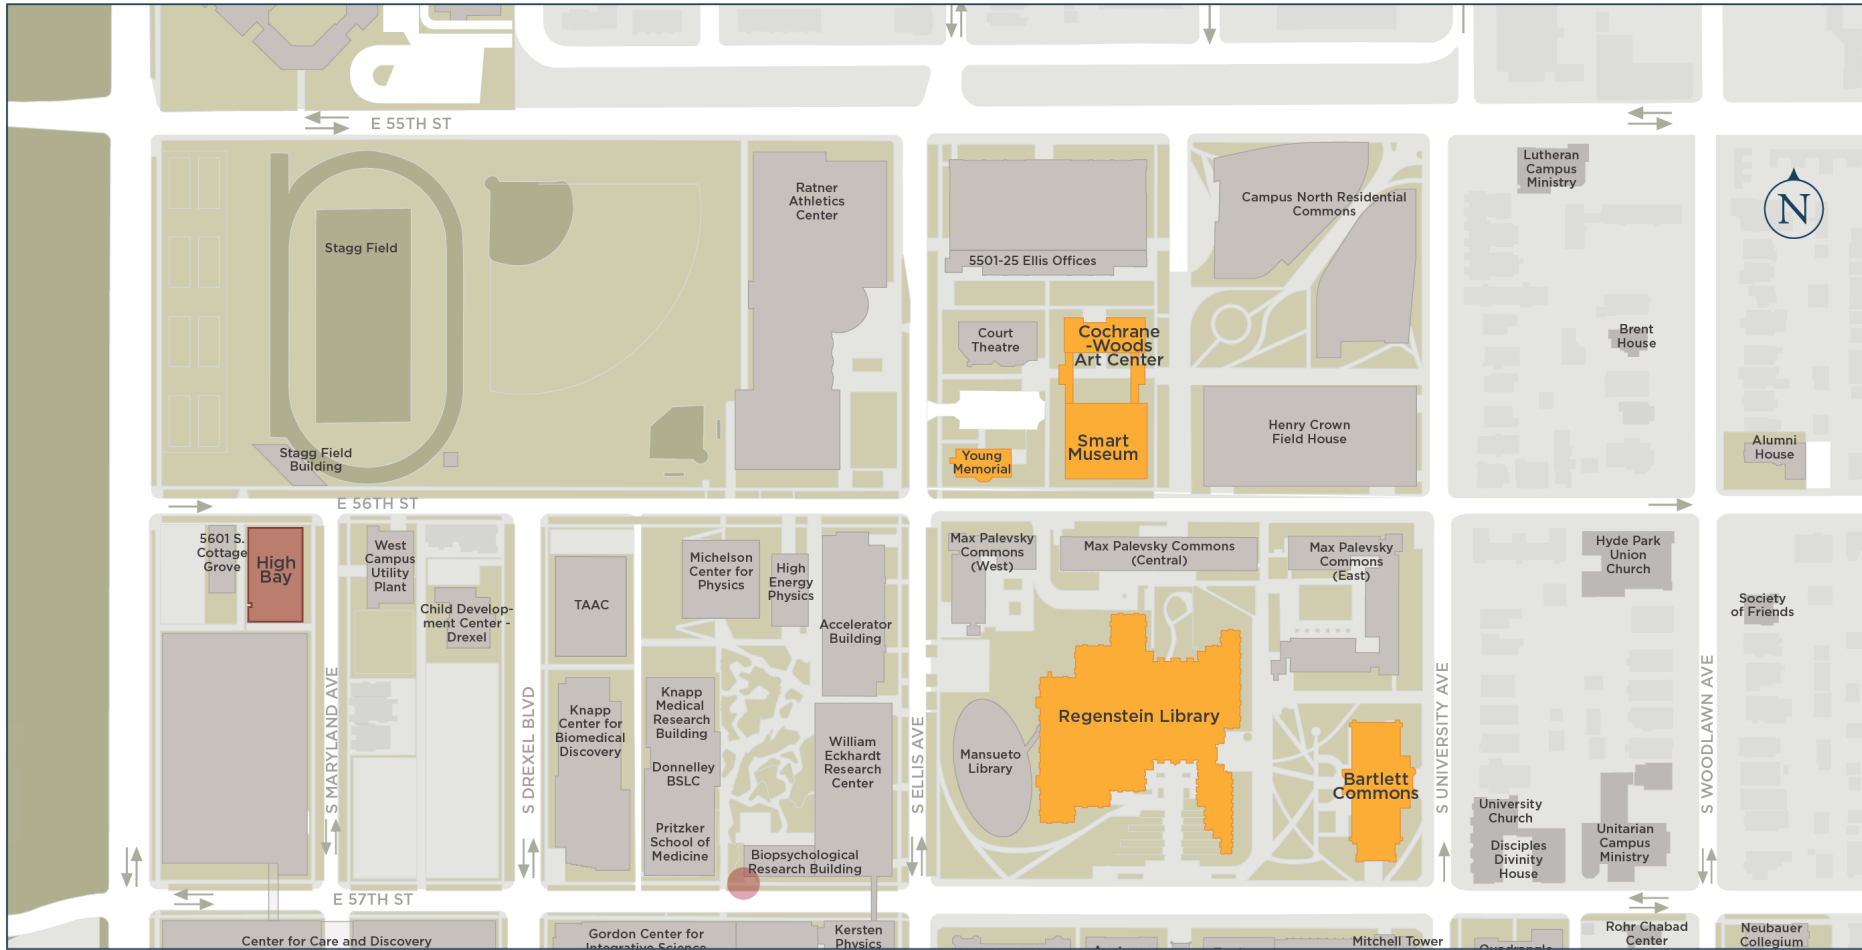 E 55TH ST
Lutheran
Campus
Ministry
N
Ratner
Athletics
Center
Campus North Residential
Commons
Stagg Field
5501-25 Ellis Offices
Court
Theatre
Cochrane
-Woods
Art Center
Brent
House
Henry Crown
Field House
Smart
Museum
Young
Memorial
Alumni
House
Stagg Field
Building
E 56TH ST
5601 S.
Cottage
Grove
High
Bay
West
Campus
Utility
Plant
Child Develop-
ment Center -
Drexel
TAAC
Michelson
Center for
Physics
High
Energy
Physics
Accelerator
Building
Max Palevsky
Commons
(West)
Max Palevsky Commons
(Central)
Max Palevsky
Commons
(East)
Hyde Park
Union
Church
Society
of Friends
S MARYLAND AVE
S DREXEL BLVD
Knapp
Center for
Biomedical
Discovery
Knapp
Medical
Research
Building
Donnelley
BSLC
Pritzker
School of
Medicine
William
Eckhardt
Research
Center
Biopsychological
Research Building
S ELLIS AVE
Mansueto
Library
Regenstein Library
Bartlett
Commons
S UNIVERSITY AVE
University
Church
Disciples
Divinity
House
Unitarian
Campus
Ministry
S WOODLAWN AVE
E 57TH ST
Center for Care and Discovery
Gordon Center for
Integrative Science
Kersten
Physics
Mitchell Tower
Quadrangle
Rohr Chabad
Center
Neubauer
Collegium